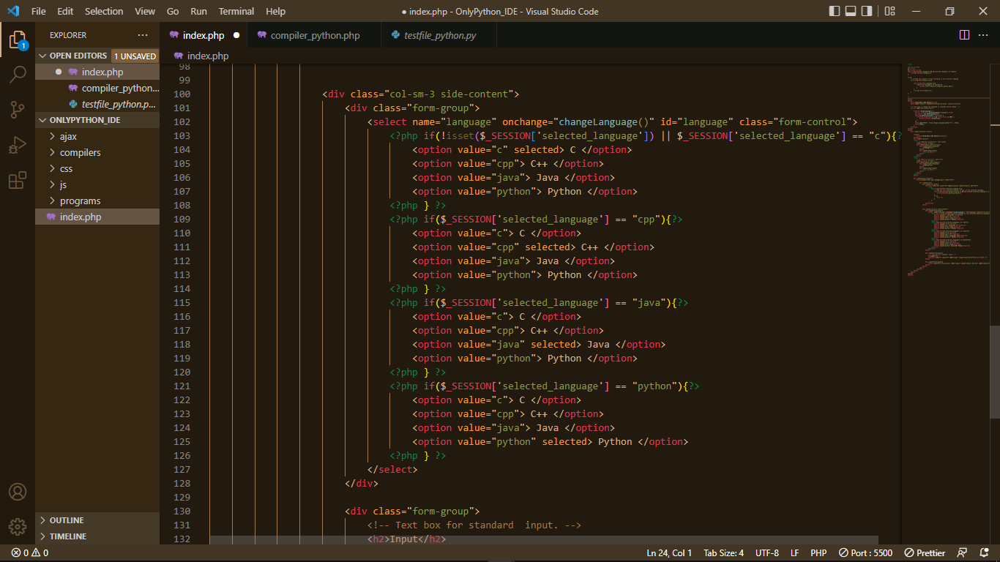 File Edit Selection View Go Run Terminal Help
● index.php - OnlyPython_IDE - Visual Studio Code
EXPLORER
1
OPEN EDITORS 1 UNSAVED
index.php
compiler_python...
testfile_python.p...
ONLYPYTHON_IDE
ajax
compilers
css
js
programs
index.php
OUTLINE
TIMELINE
index.php compiler_python.php testfile_python.py
index.php
98
99
100 <div class="col-sm-3 side-content">
101 <div class="form-group">
102 <select name="language" onchange="changeLanguage()" id="language" class="form-control">
103 <?php if(!isset($_SESSION['selected_language']) || $_SESSION['selected_language'] == "c"){?
104 <option value="c" selected> C </option>
105 <option value="cpp"> C++ </option>
106 <option value="java"> Java </option>
107 <option value="python"> Python </option>
108 <?php } ?>
109 <?php if($_SESSION['selected_language'] == "cpp"){?>
110 <option value="c"> C </option>
111 <option value="cpp" selected> C++ </option>
112 <option value="java"> Java </option>
113 <option value="python"> Python </option>
114 <?php } ?>
115 <?php if($_SESSION['selected_language'] == "java"){?>
116 <option value="c"> C </option>
117 <option value="cpp"> C++ </option>
118 <option value="java" selected> Java </option>
119 <option value="python"> Python </option>
120 <?php } ?>
121 <?php if($_SESSION['selected_language'] == "python"){?>
122 <option value="c"> C </option>
123 <option value="cpp"> C++ </option>
124 <option value="java"> Java </option>
125 <option value="python" selected> Python </option>
126 <?php } ?>
127 </select>
128 </div>
129
130 <div class="form-group">
131 <!-- Text box for standard  input. -->
132 <h2>Input</h2>
0 0 Ln 24, Col 1 Tab Size: 4 UTF-8 LF PHP Port : 5500 Prettier